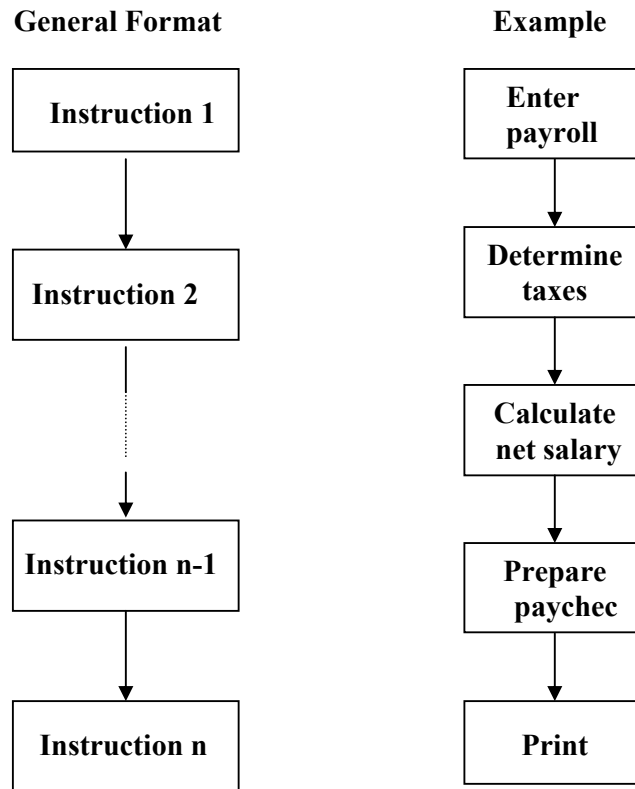 General Format
Instruction 1
Instruction 2
Instruction n-1
Instruction n
Example
Enter
payroll
Determine
taxes
Calculate
net salary
Prepare
paychec
Print